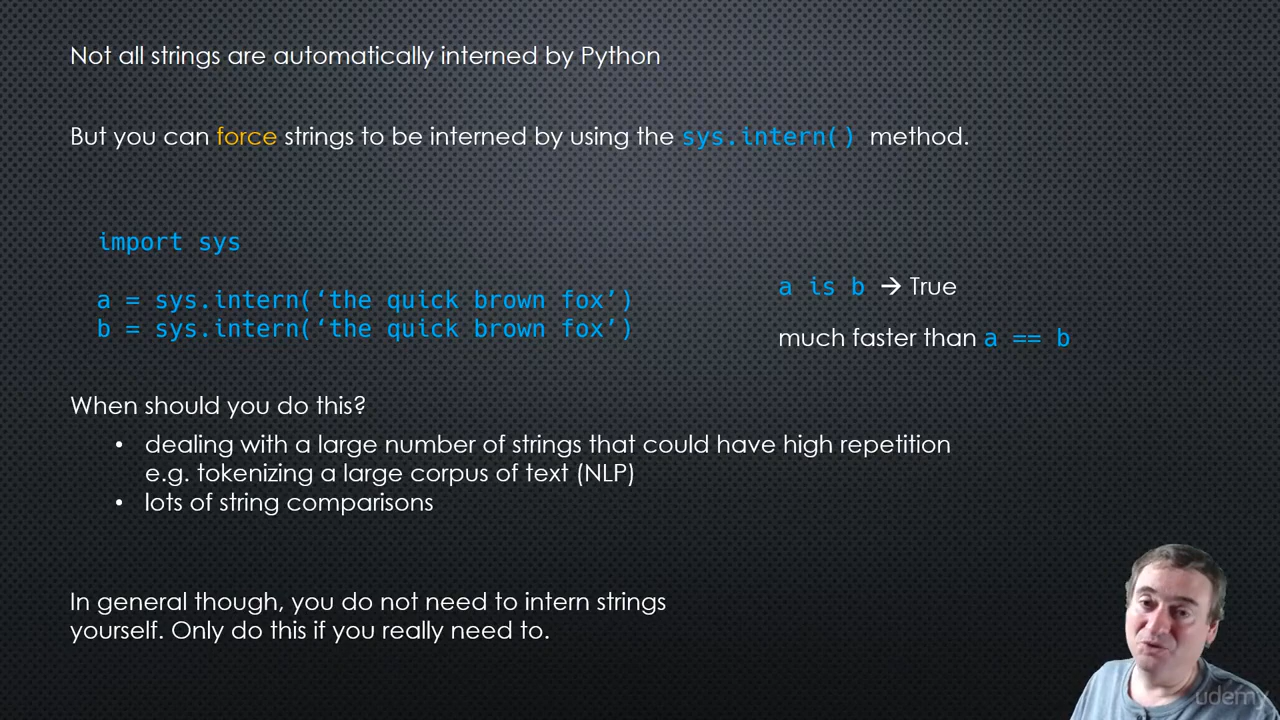 Not all strings are automatically interned by Python
But you can force strings to be interned by using the sys.intern() method.
import sys
a = sys.intern(‘the quick brown fox’)
b = sys.intern(‘the quick brown fox’)
a is b → True
much faster than a == b
When should you do this?
• dealing with a large number of strings that could have high repetition
e.g. tokenizing a large corpus of text (NLP)
• lots of string comparisons
In general though, you do not need to intern strings
yourself. Only do this if you really need to.
udemy